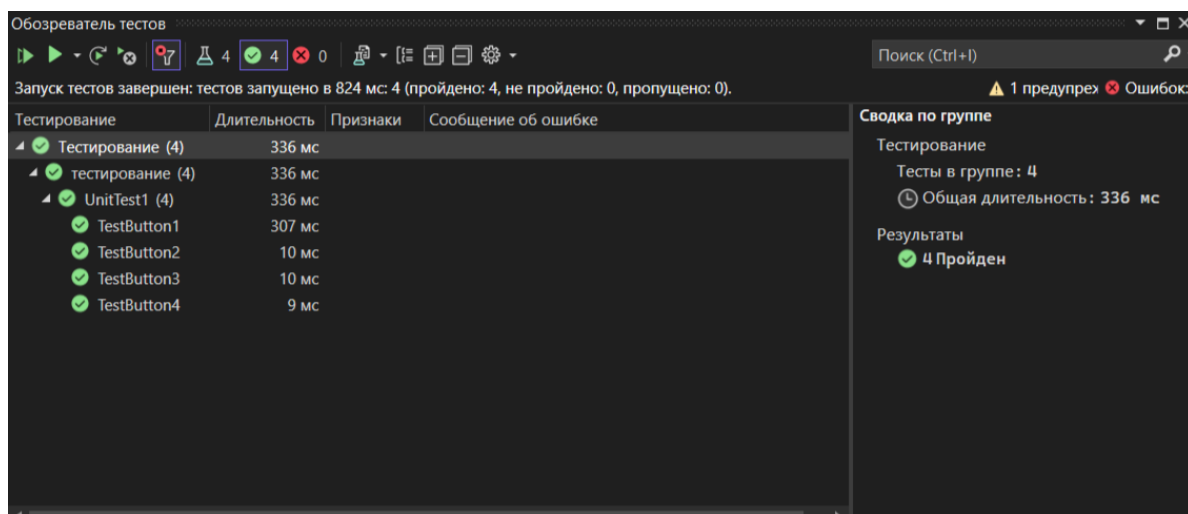 Обозреватель тестов
4 4 0
Поиск (Ctrl+I)
Запуск тестов завершен: тестов запущено в 824 мс: 4 (пройдено: 4, не пройдено: 0, пропущено: 0).
1 предупреж Ошибок:
Тестирование Длительность Признаки Сообщение об ошибке
Тестирование (4) 336 мс
тестирование (4) 336 мс
UnitTest1 (4) 336 мс
TestButton1 307 мс
TestButton2 10 мс
TestButton3 10 мс
TestButton4 9 мс
Сводка по группе
Тестирование
Тесты в группе: 4
Общая длительность: 336 мс
Результаты
4 Пройден